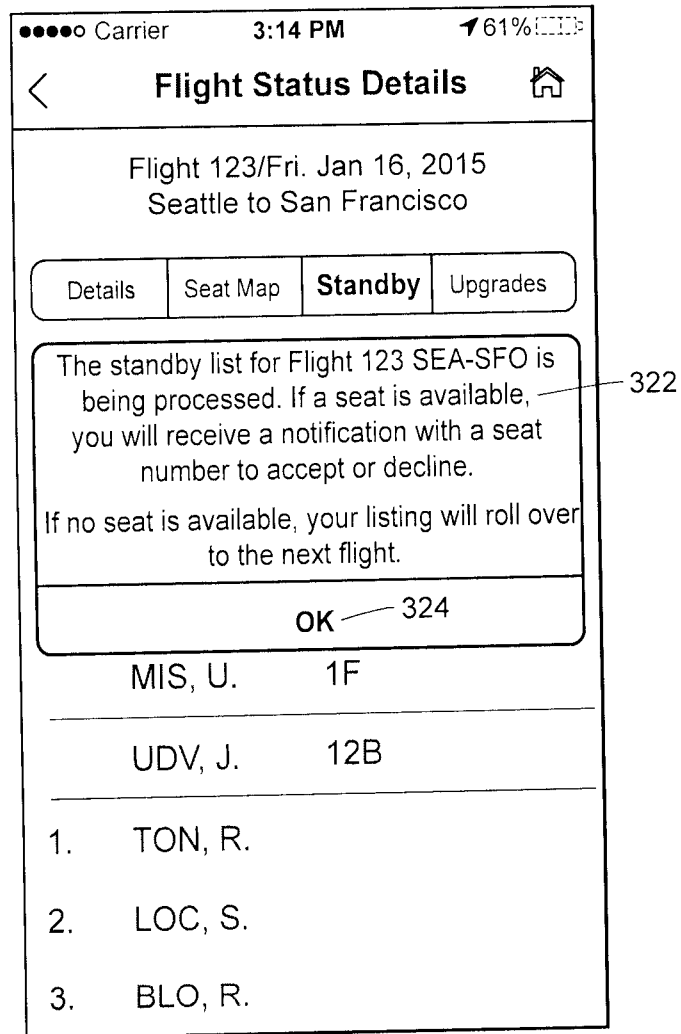 Carrier 3:14 PM 61%
Flight Status Details
Flight 123/Fri. Jan 16, 2015
Seattle to San Francisco
Details Seat Map Standby Upgrades
The standby list for Flight 123 SEA-SFO is
being processed. If a seat is available,
322
you will receive a notification with a seat
number to accept or decline.
If no seat is available, your listing will roll over
to the next flight.
OK 324
MIS, U. 1F
UDV, J. 12B
1. TON, R.
2. LOC, S.
3. BLO, R.